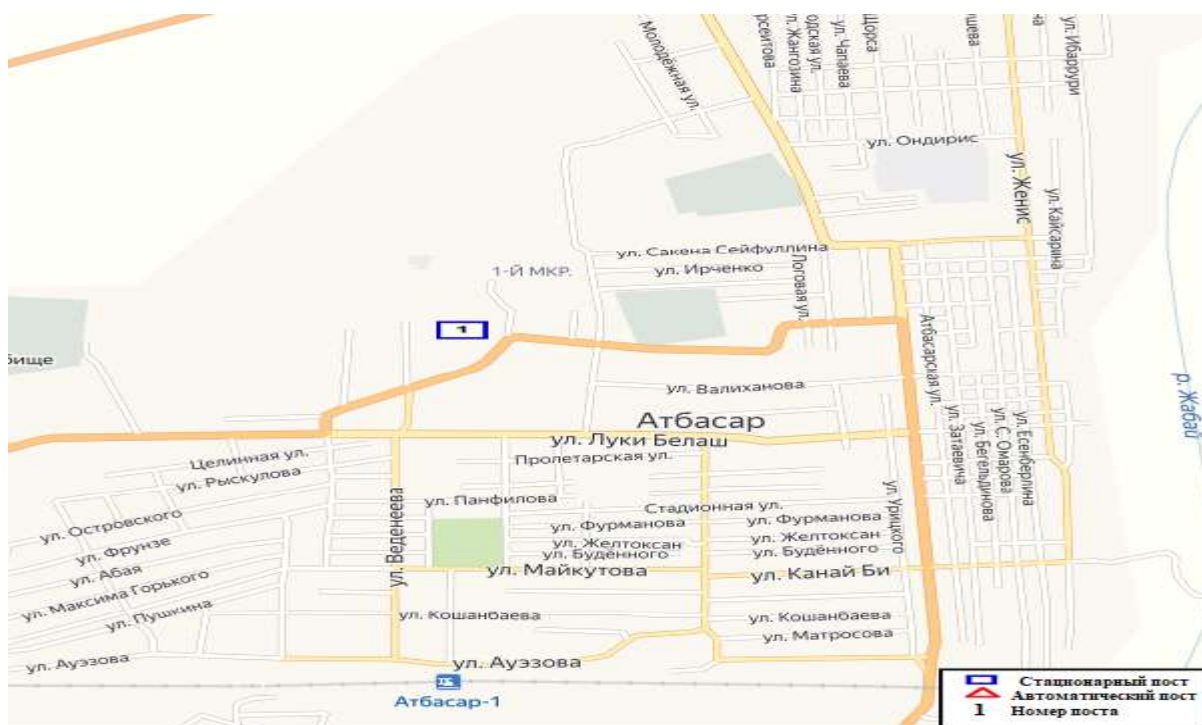 Молодёжная ул.
ул. Жангозина
ул. Чапаева
Щорса
ул. Ибаррури
ул. Ондирис
ул. Женис
ул. Кайсарина
ул. Сакена Сейфуллина
1-Й МКР.
ул. Ирченко
Логовая ул.
1
бище
Атбасарская ул.
р. Жабай
ул. Валиханова
Атбасар
ул. Луки Белаш
Целинная ул.
Пролетарская ул.
ул. Рыскулова
ул. Затаевича
ул. Бегельдинова
ул. С. Омарова
ул. Есенберлина
ул. Панфилова
Стадионная ул.
ул. Урицкого
ул. Островского
ул. Фурманова
ул. Фурманова
ул. Фрунзе
ул. Веденеева
ул. Желтоксан
ул. Желтоксан
ул. Будённого
ул. Будённого
ул. Абая
ул. Майкутова
ул. Канай Би
ул. Максима Горького
ул. Пушкина
ул. Кошанбаева
ул. Кошанбаева
ул. Матросова
ул. Ауэзова
ул. Ауэзова
Атбасар-1
Стационарный пост
Автоматический пост
1 Номер поста